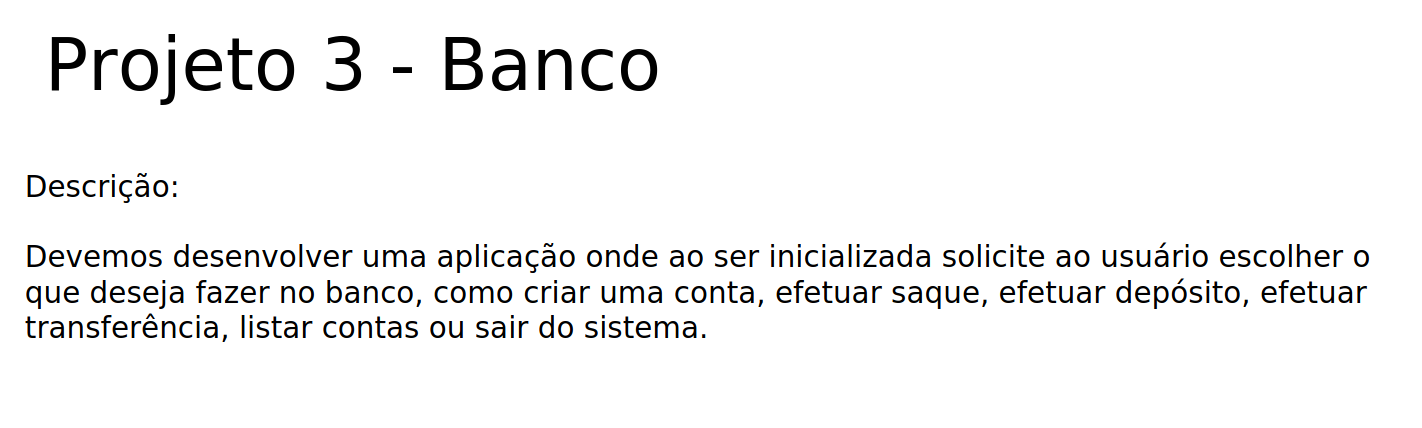 Projeto 3 - Banco
Descrição:
Devemos desenvolver uma aplicação onde ao ser inicializada solicite ao usuário escolher o
que deseja fazer no banco, como criar uma conta, efetuar saque, efetuar depósito, efetuar
transferência, listar contas ou sair do sistema.